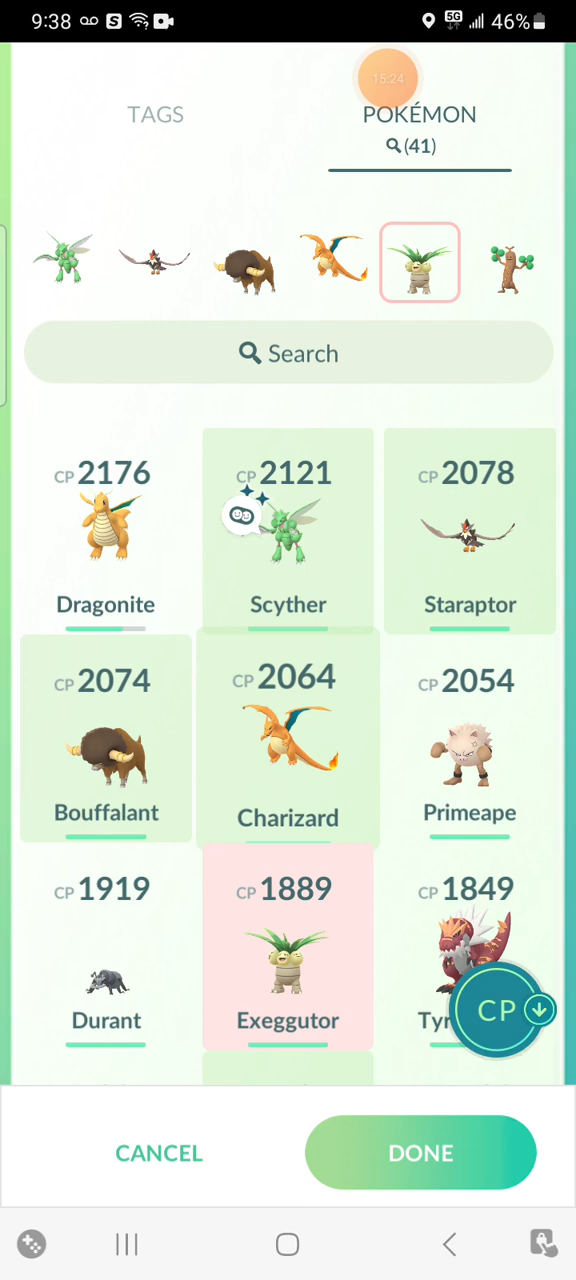 9:38 S 5G 46%
15:24
TAGS POKÉMON
(41)
Search
CP 2176 CP 2121 CP 2078
Dragonite Scyther Staraptor
CP 2074 CP 2064 CP 2054
Bouffalant Charizard Primeape
CP 1919 CP 1889 CP 1849
CP
Durant Exeggutor Tyr
CANCEL DONE